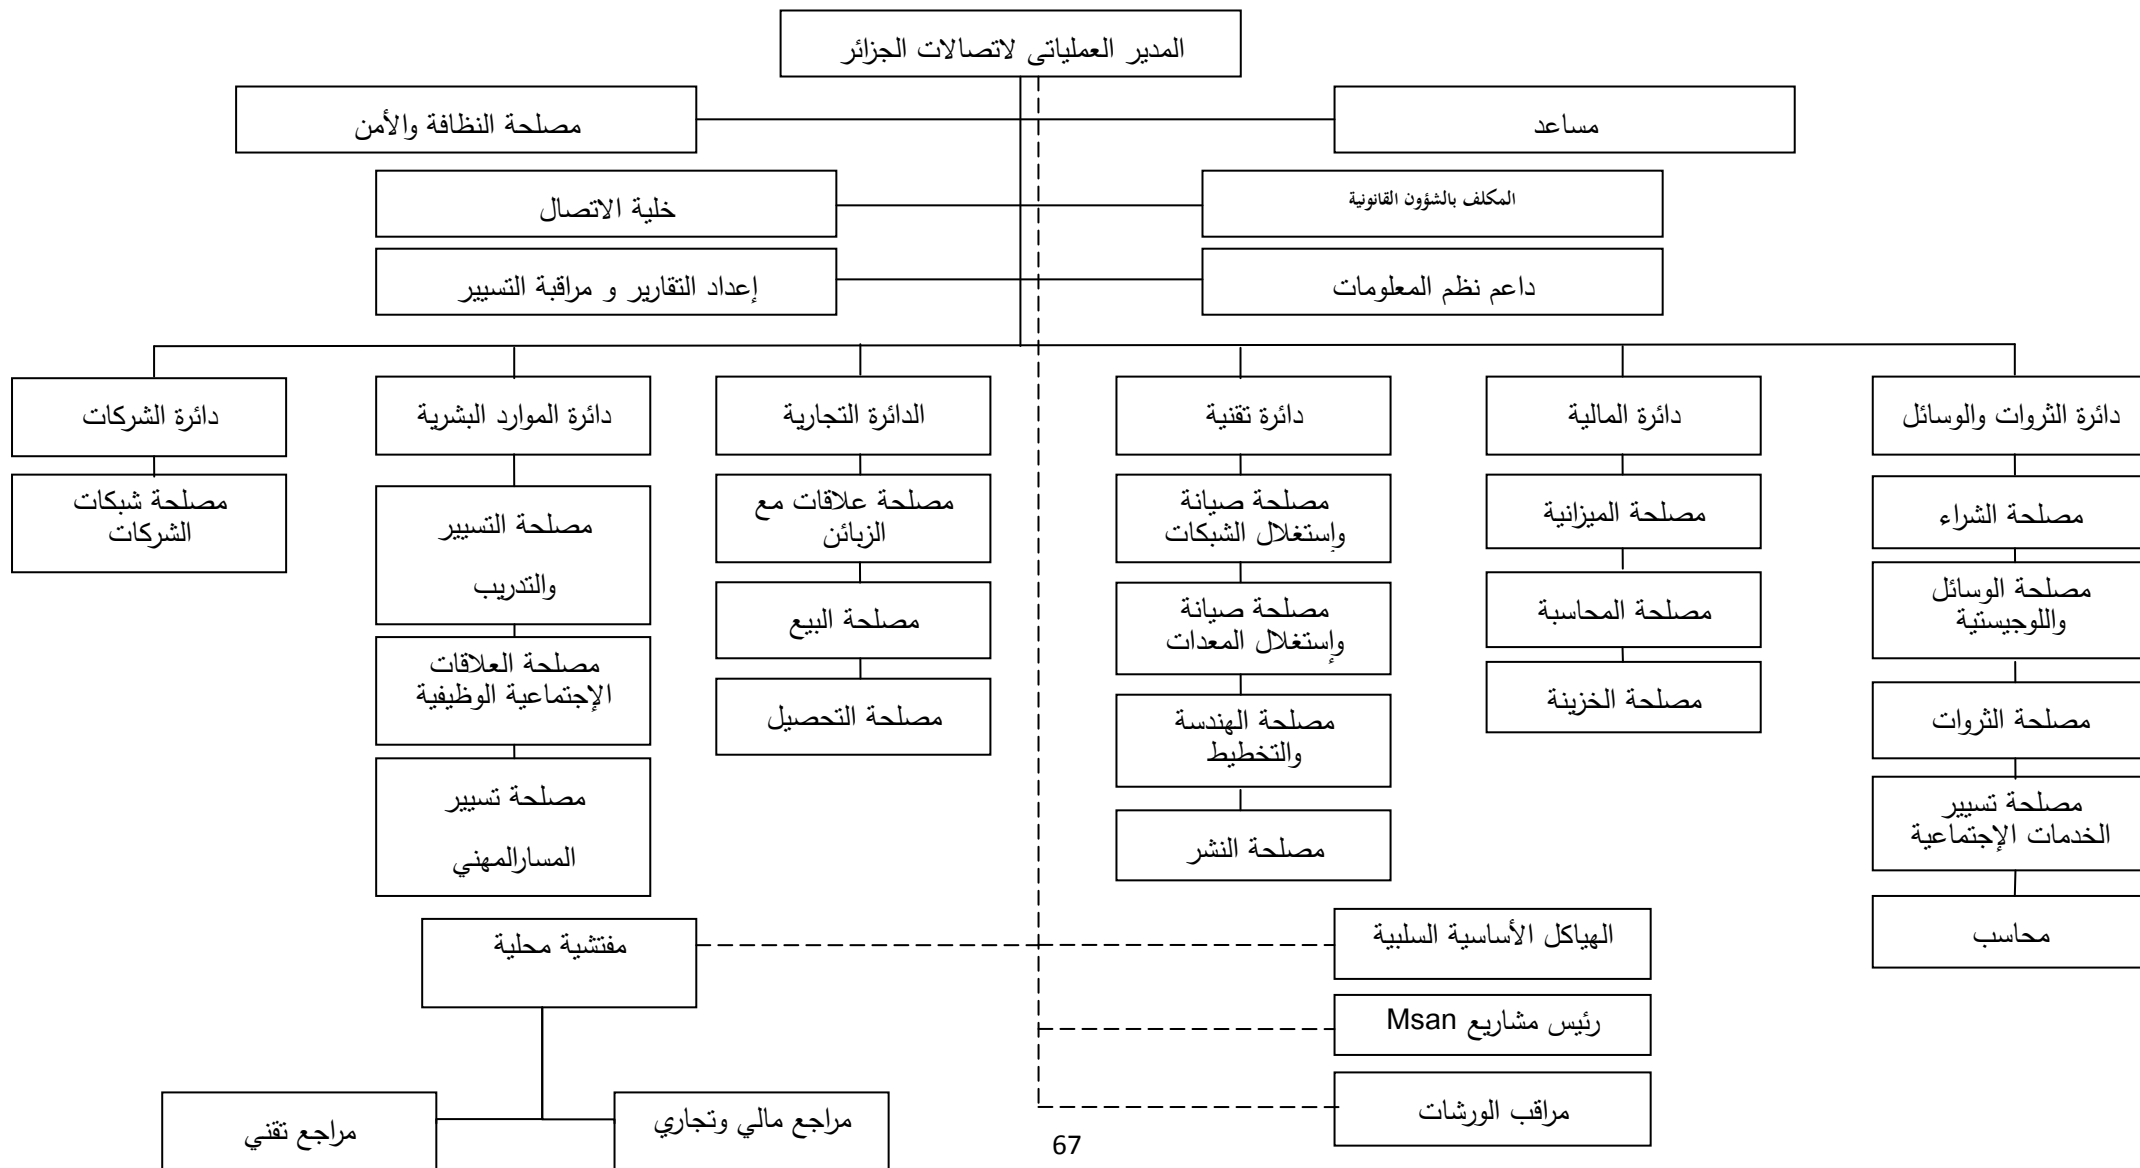 المدير العملياتى لاتصالات الجزائر
مساعد
مصلحة النظافة والأمن
المكلف بالشؤون القانونية
خلية الاتصال
داعم نظم المعلومات
إعداد التقارير و مراقبة التسيير
دائرة الثروات والوسائل
مصلحة الشراء
مصلحة الوسائل
واللوجيستية
مصلحة الثروات
مصلحة تسيير
الخدمات الإجتماعية
محاسب
دائرة المالية
مصلحة الميزانية
مصلحة المحاسبة
مصلحة الخزينة
دائرة تقنية
مصلحة صيانة
وإستغلال الشبكات
مصلحة صيانة
وإستغلال المعدات
مصلحة الهندسة
والتخطيط
مصلحة النشر
الدائرة التجارية
مصلحة علاقات مع
الزبائن
مصلحة البيع
مصلحة التحصيل
دائرة الموارد البشرية
مصلحة التسيير
والتدريب
مصلحة العلاقات
الإجتماعية الوظيفية
مصلحة تسيير
المسارالمهني
دائرة الشركات
مصلحة شبكات
الشركات
الهياكل الأساسية السلبية
رئيس مشاريع Msan
مراقب الورشات
مفتشية محلية
مراجع مالي وتجاري
مراجع تقني
67